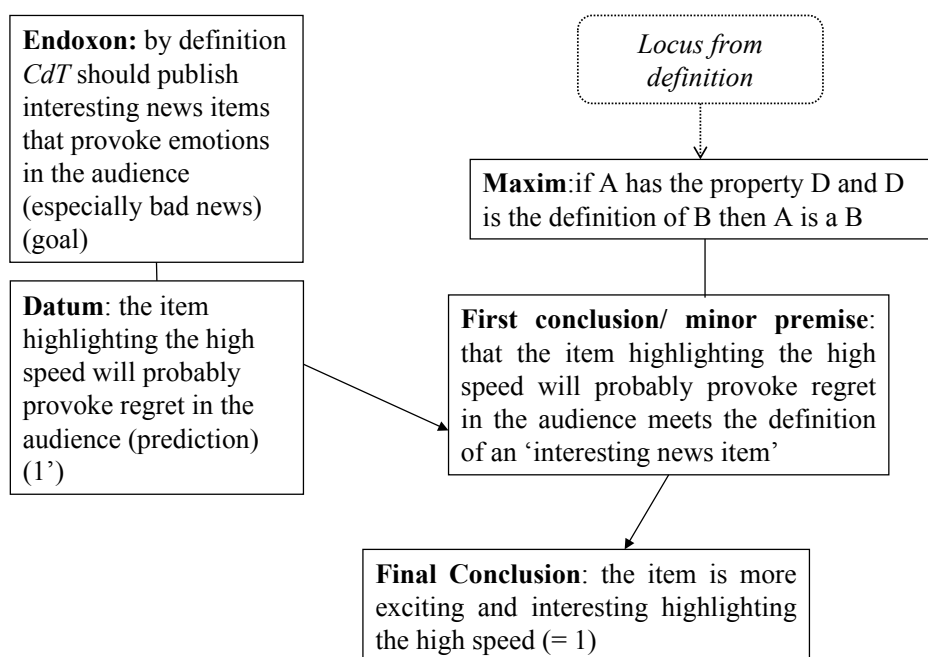 Endoxon: by definition
CdT should publish
interesting news items
that provoke emotions
in the audience
(especially bad news)
(goal)
Locus from
definition
Maxim:if A has the property D and D
is the definition of B then A is a B
Datum: the item
highlighting the high
speed will probably
provoke regret in the
audience (prediction)
(1’)
First conclusion/ minor premise:
that the item highlighting the high
speed will probably provoke regret
in the audience meets the definition
of an ‘interesting news item’
Final Conclusion: the item is more
exciting and interesting highlighting
the high speed (= 1)